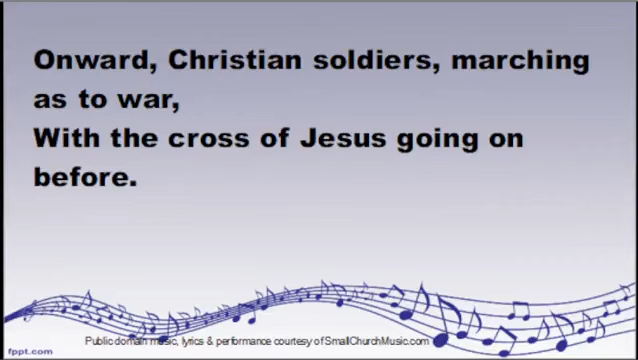 Onward, Christian soldiers, marching
as to war,
With the cross of Jesus going on
before.
Public domain music, lyrics & performance courtesy of SmallChurchMusic.com
fppt.com